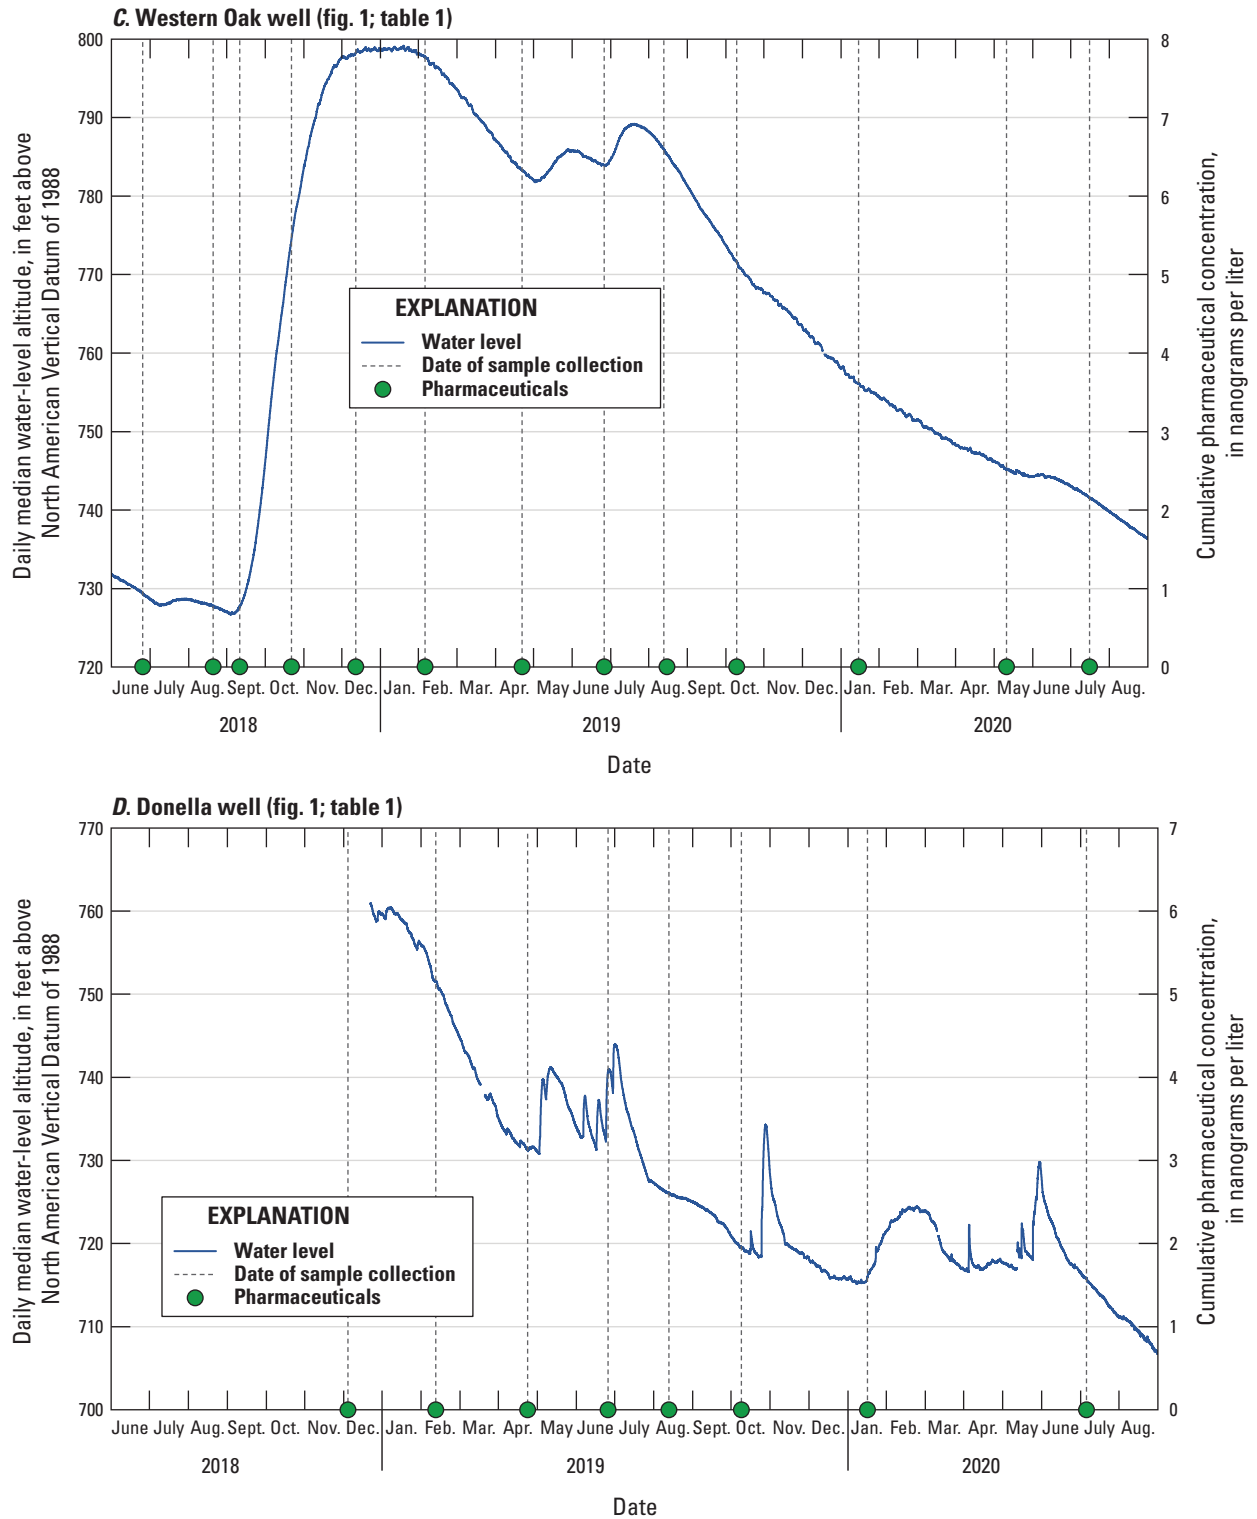 C. Western Oak well (fig. 1; table 1)
800
790
780
770
760
750
740
730
720
8
7
6
5
4
3
2
1
0
Daily median water-level altitude, in feet above
North American Vertical Datum of 1988
Cumulative pharmaceutical concentration,
in nanograms per liter
EXPLANATION
Water level
Date of sample collection
Pharmaceuticals
June July Aug. Sept. Oct. Nov. Dec. Jan. Feb. Mar. Apr. May June July Aug. Sept. Oct. Nov. Dec. Jan. Feb. Mar. Apr. May June July Aug.
2018 2019 2020
Date
D. Donella well (fig. 1; table 1)
770
760
750
740
730
720
710
700
7
6
5
4
3
2
1
0
Daily median water-level altitude, in feet above
North American Vertical Datum of 1988
Cumulative pharmaceutical concentration,
in nanograms per liter
EXPLANATION
Water level
Date of sample collection
Pharmaceuticals
June July Aug. Sept. Oct. Nov. Dec. Jan. Feb. Mar. Apr. May June July Aug. Sept. Oct. Nov. Dec. Jan. Feb. Mar. Apr. May June July Aug.
2018 2019 2020
Date